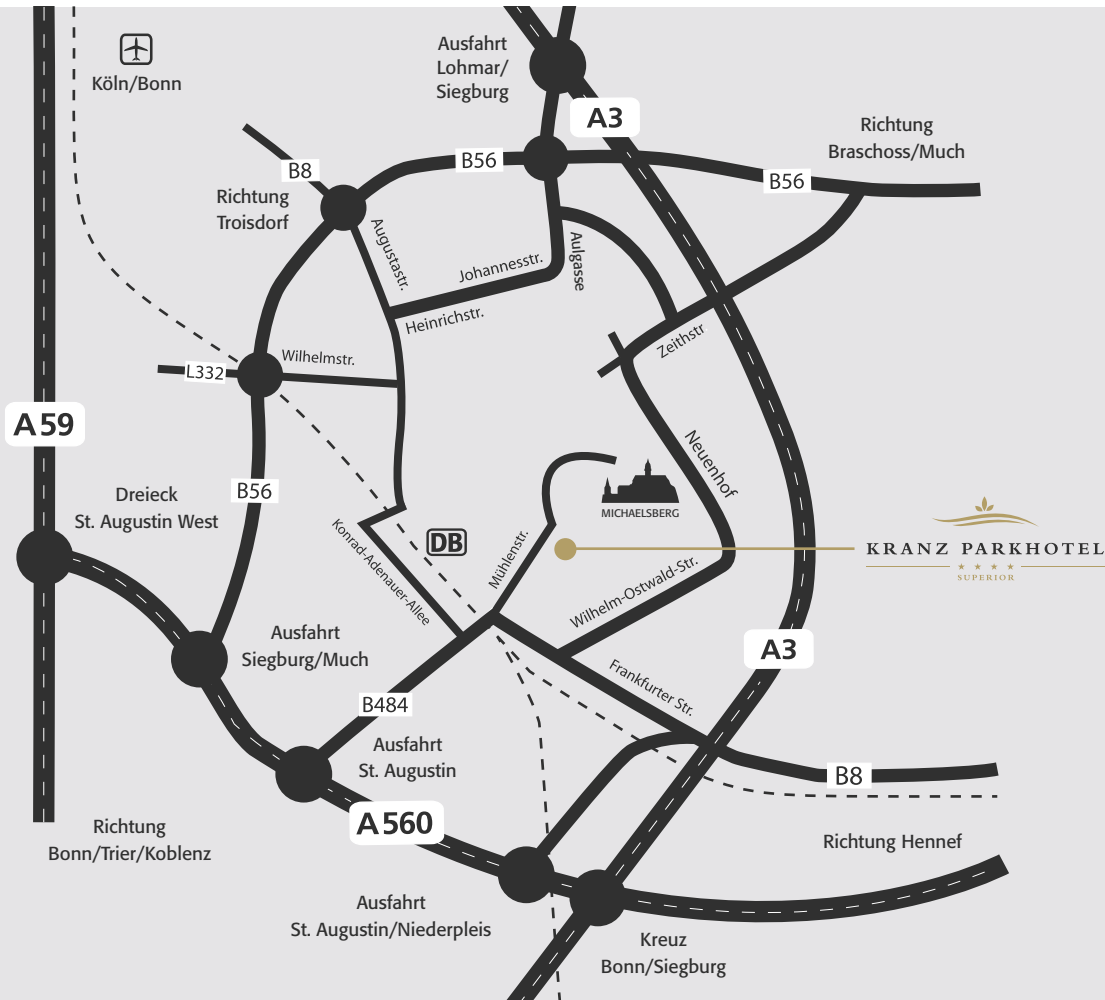 Köln/Bonn
Ausfahrt
Lohmar/
Siegburg
A3
Richtung
Braschoss/Much
B8
B56
B56
Richtung
Troisdorf
Augustastr.
Johannesstr.
Aulgasse
Heinrichstr.
Zeithstr
Wilhelmstr.
L332
A59
Neuenhof
B56
Dreieck
St. Augustin West
MICHAELSBERG
Konrad-Adenauer-Allee
DB
Mühlenstr.
KRANZ PARKHOTEL
SUPERIOR
Wilhelm-Ostwald-Str.
Ausfahrt
Siegburg/Much
A3
Frankfurter Str.
B484
Ausfahrt
St. Augustin
B8
A560
Richtung
Bonn/Trier/Koblenz
Richtung Hennef
Ausfahrt
St. Augustin/Niederpleis
Kreuz
Bonn/Siegburg